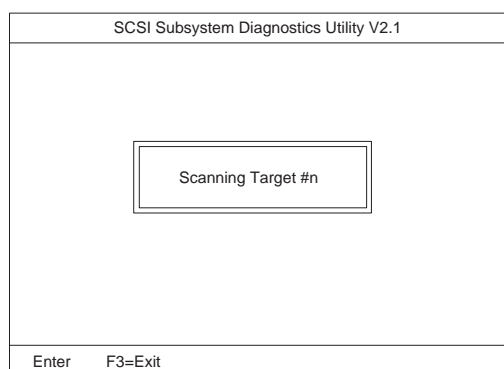 SCSI Subsystem Diagnostics Utility V2.1
Scanning Target #n
Enter F3=Exit